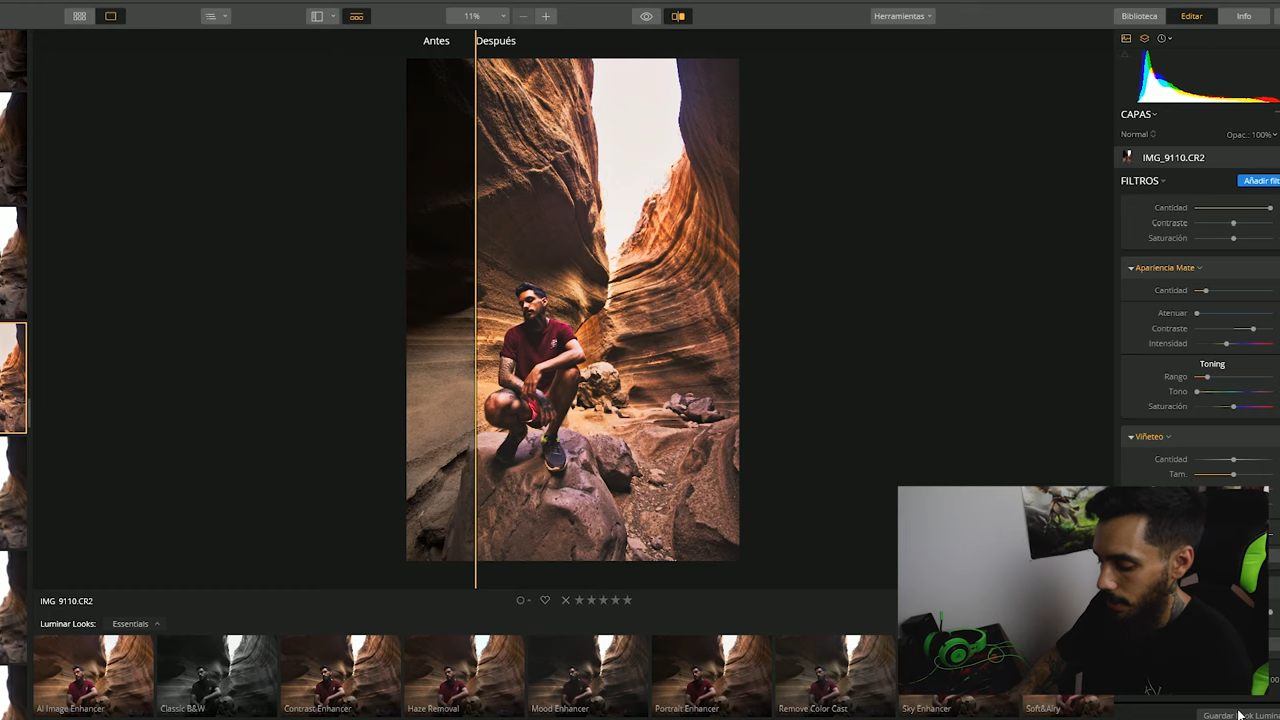 11%
Herramientas
Biblioteca
Editar
Info
Antes
Después
CAPAS
Normal
Opac.: 100%
IMG_9110.CR2
FILTROS
Añadir filt
Cantidad
Contraste
Saturación
Apariencia Mate
Cantidad
Atenuar
Contraste
Intensidad
Toning
Rango
Tono
Saturación
Viñeteo
Cantidad
Tam.
IMG_9110.CR2
Luminar Looks:
Essentials
AI Image Enhancer
Classic B&W
Contrast Enhancer
Haze Removal
Mood Enhancer
Portrait Enhancer
Remove Color Cast
Sky Enhancer
Soft&Airy
Guardar Look Lumina